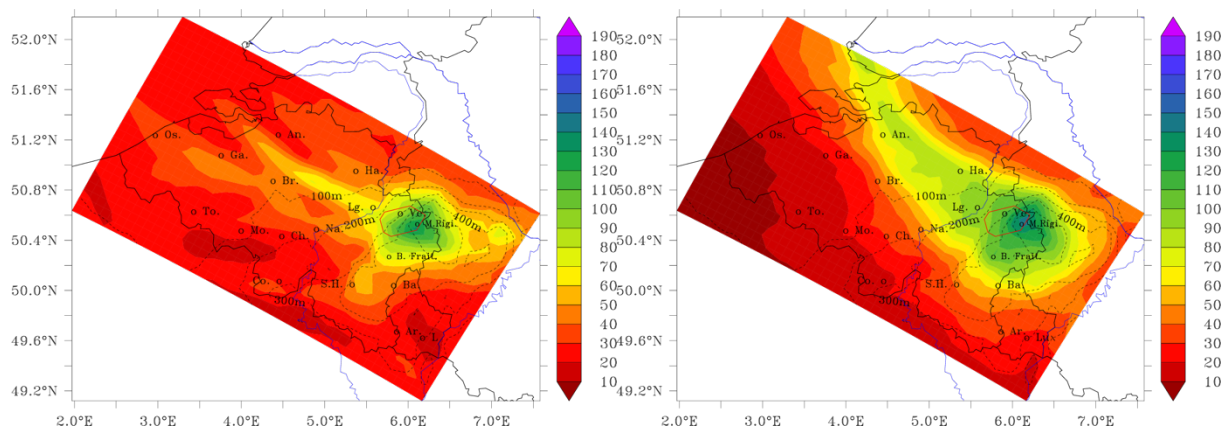 52.0°N
51.6°N
51.2°N
50.8°N
50.4°N
50.0°N
49.6°N
49.2°N
2.0°E 3.0°E 4.0°E 5.0°E 6.0°E 7.0°E
Os.
An.
Ga.
Ha.
Br.
100m
Lg.
To.
200m
400m
M.Rigi.
Mo.
Ch.
Na.
Co.
S.H.
Ba.
300m
Ar.
L.
190
180
170
160
150
140
130
120
110
100
90
80
70
60
50
40
30
20
10
52.0°N
51.6°N
51.2°N
50.8°N
50.4°N
50.0°N
49.6°N
49.2°N
2.0°E 3.0°E 4.0°E 5.0°E 6.0°E 7.0°E
Os.
An.
Ga.
Ha.
Br.
100m
Lg.
To.
200m
400m
M.Rigi.
Mo.
Ch.
Na.
Co.
S.H.
Ba.
300m
Ar.
Lux
190
180
170
160
150
140
130
120
110
100
90
80
70
60
50
40
30
20
10